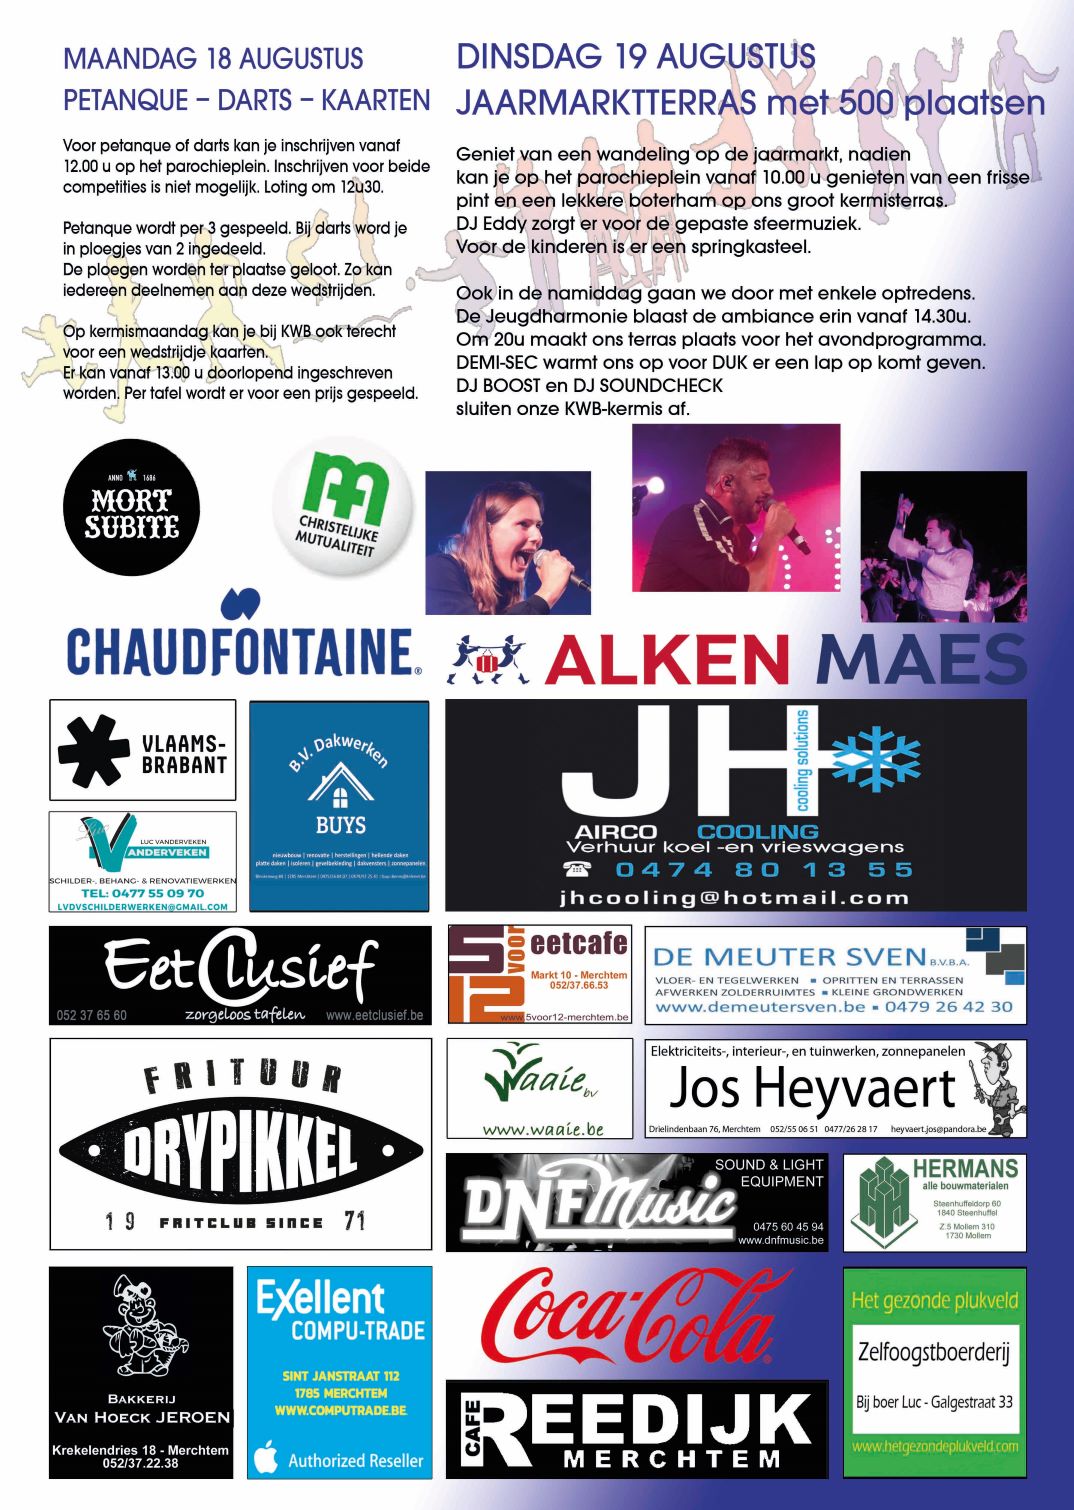 MAANDAG 18 AUGUSTUS
PETANQUE – DARTS – KAARTEN
Voor petanque of darts kan je inschrijven vanaf
12.00 u op het parochieplein. Inschrijven voor beide
competities is niet mogelijk. Loting om 12u30.
Petanque wordt per 3 gespeeld. Bij darts word je
in ploegjes van 2 ingedeeld.
De ploegen worden ter plaatse geloot. Zo kan
iedereen deelnemen aan deze wedstrijden.
Op kermismaandag kan je bij KWB ook terecht
voor een wedstrijdje kaarten.
Er kan vanaf 13.00 u doorlopend ingeschreven
worden. Per tafel wordt er voor een prijs gespeeld.
DINSDAG 19 AUGUSTUS
JAARMARKTTERRAS met 500 plaatsen
Geniet van een wandeling op de jaarmarkt, nadien
kan je op het parochieplein vanaf 10.00 u genieten van een frisse
pint en een lekkere boterham op ons groot kermisterras.
DJ Eddy zorgt er voor de gepaste sfeermuziek.
Voor de kinderen is er een springkasteel.
Ook in de namiddag gaan we door met enkele optredens.
De Jeugdharmonie blaast de ambiance erin vanaf 14.30u.
Om 20u maakt ons terras plaats voor het avondprogramma.
DEMI-SEC warmt ons op voor DUK er een lap op komt geven.
DJ BOOST en DJ SOUNDCHECK
sluiten onze KWB-kermis af.
ANNO 1686
MORT
SUBITE
CHRISTELIJKE
MUTUALITEIT
CHAUDFONTAINE®
ALKEN MAES
VLAAMS-
BRABANT
B.V. Dakwerken
BUYS
nieuwbouw | renovatie | herstellingen | hellende daken
platte daken | isoleren | gevelbekleding | dakvensters | zonnepanelen
JH
cooling solutions
AIRCO COOLING
Verhuur koel -en vrieswagens
0474 80 13 55
jhcooling@hotmail.com
Luc
LUC VANDERVEKEN
VANDERVEKEN
SCHILDER-, BEHANG- & RENOVATIEWERKEN
TEL: 0477 55 09 70
LVDVSCHILDERWERKEN@GMAIL.COM
EetClusief
052 37 65 60 zorgeloos tafelen www.eetclusief.be
5 voor 12
eetcafe
Markt 10 - Merchtem
052/37.66.53
www.5voor12-merchtem.be
DE MEUTER SVEN B.V.B.A.
VLOER- EN TEGELWERKEN ▪ OPRITTEN EN TERRASSEN
AFWERKEN ZOLDERRUIMTES ▪ KLEINE GRONDWERKEN
www.demeutersven.be ▪ 0479 26 42 30
FRITUUR
DRYPIKKEL
19 FRITCLUB SINCE 71
Waaie bv
www.waaie.be
Elektriciteits-, interieur-, en tuinwerken, zonnepanelen
Jos Heyvaert
Drielindenbaan 76, Merchtem 052/55 06 51 0477/26 28 17 heyvaert.jos@pandora.be
SOUND & LIGHT
EQUIPMENT
DNF Music
0475 60 45 94
www.dnfmusic.be
HERMANS
alle bouwmaterialen
Steenhuffeldorp 60
1840 Steenhuffel
Z.5 Mollem 310
1730 Mollem
BAKKERIJ
VAN HOECK JEROEN
Krekelendries 18 - Merchtem
052/37.22.38
Exellent
COMPU-TRADE
SINT JANSTRAAT 112
1785 MERCHTEM
WWW.COMPUTRADE.BE
Authorized Reseller
Coca-Cola®
CAFE
REEDIJK
MERCHTEM
Het gezonde plukveld
Zelfoogstboerderij
Bij boer Luc - Galgestraat 33
www.hetgezondeplukveld.com